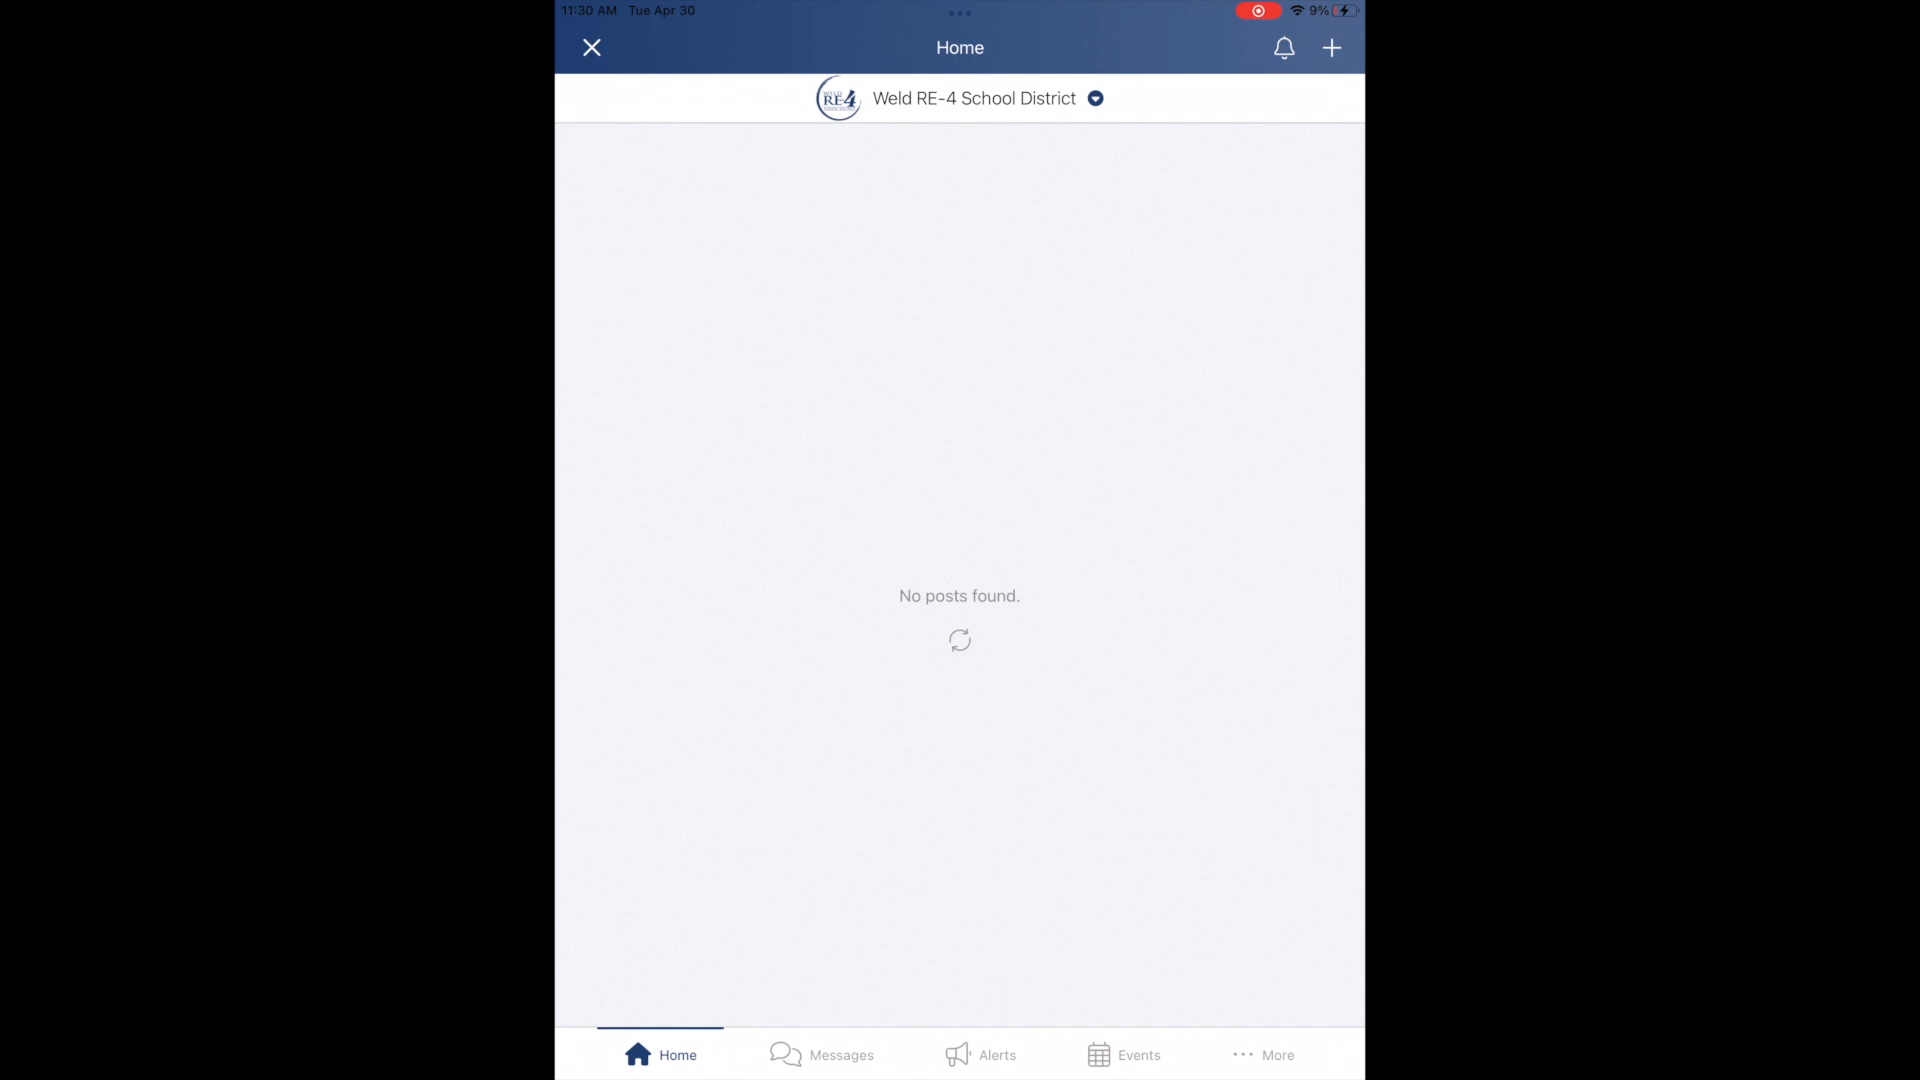 11:30 AM Tue Apr 30
9%
Home
WELD
RE-4
Weld RE-4 School District
No posts found.
Home
Messages
Alerts
Events
More